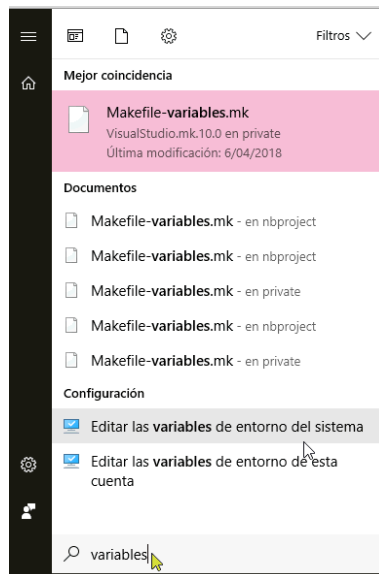 Filtros
Mejor coincidencia
Makefile-variables.mk
VisualStudio.mk.10.0 en private
Última modificación: 6/04/2018
Documentos
Makefile-variables.mk - en nbproject
Makefile-variables.mk - en nbproject
Makefile-variables.mk - en private
Makefile-variables.mk - en nbproject
Makefile-variables.mk - en private
Configuración
Editar las variables de entorno del sistema
Editar las variables de entorno de esta
cuenta
variables